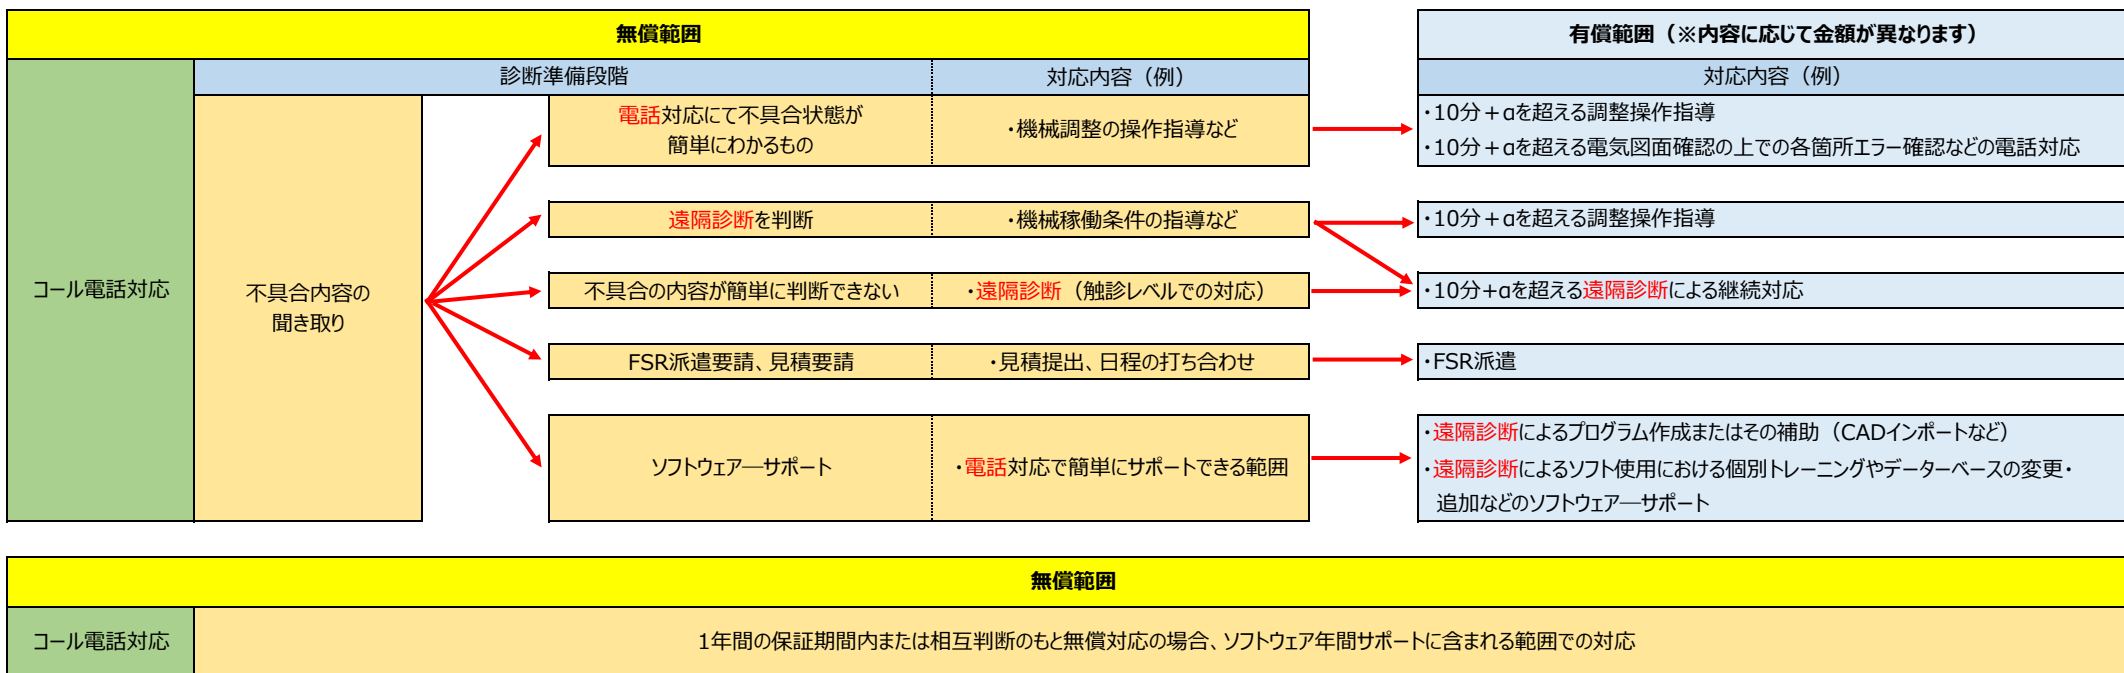 無償範囲
有償範囲（※内容に応じて金額が異なります）
診断準備段階
対応内容（例）
対応内容（例）
コール電話対応
不具合内容の
聞き取り
電話対応にて不具合状態が
簡単にわかるもの
・機械調整の操作指導など
・10分＋αを超える調整操作指導
・10分＋αを超える電気図面確認の上での各箇所エラー確認などの電話対応
遠隔診断を判断
・機械稼働条件の指導など
・10分＋αを超える調整操作指導
不具合の内容が簡単に判断できない
・遠隔診断（触診レベルでの対応）
・10分+αを超える遠隔診断による継続対応
FSR派遣要請、見積要請
・見積提出、日程の打ち合わせ
・FSR派遣
ソフトウェア―サポート
・電話対応で簡単にサポートできる範囲
・遠隔診断によるプログラム作成またはその補助（CADインポートなど）
・遠隔診断によるソフト使用における個別トレーニングやデーターベースの変更・
追加などのソフトウェア―サポート
無償範囲
コール電話対応
1年間の保証期間内または相互判断のもと無償対応の場合、ソフトウェア年間サポートに含まれる範囲での対応